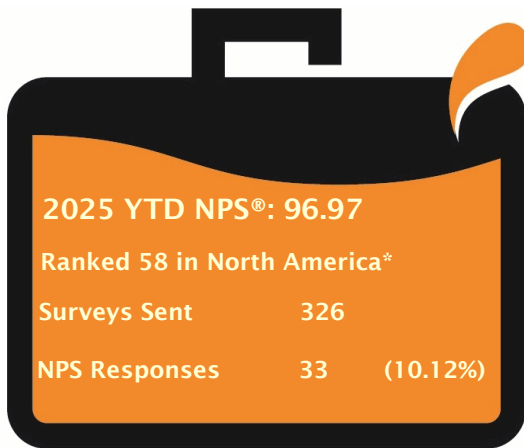 2025 YTD NPS®: 96.97
Ranked 58 in North America*
Surveys Sent 326
NPS Responses 33 (10.12%)